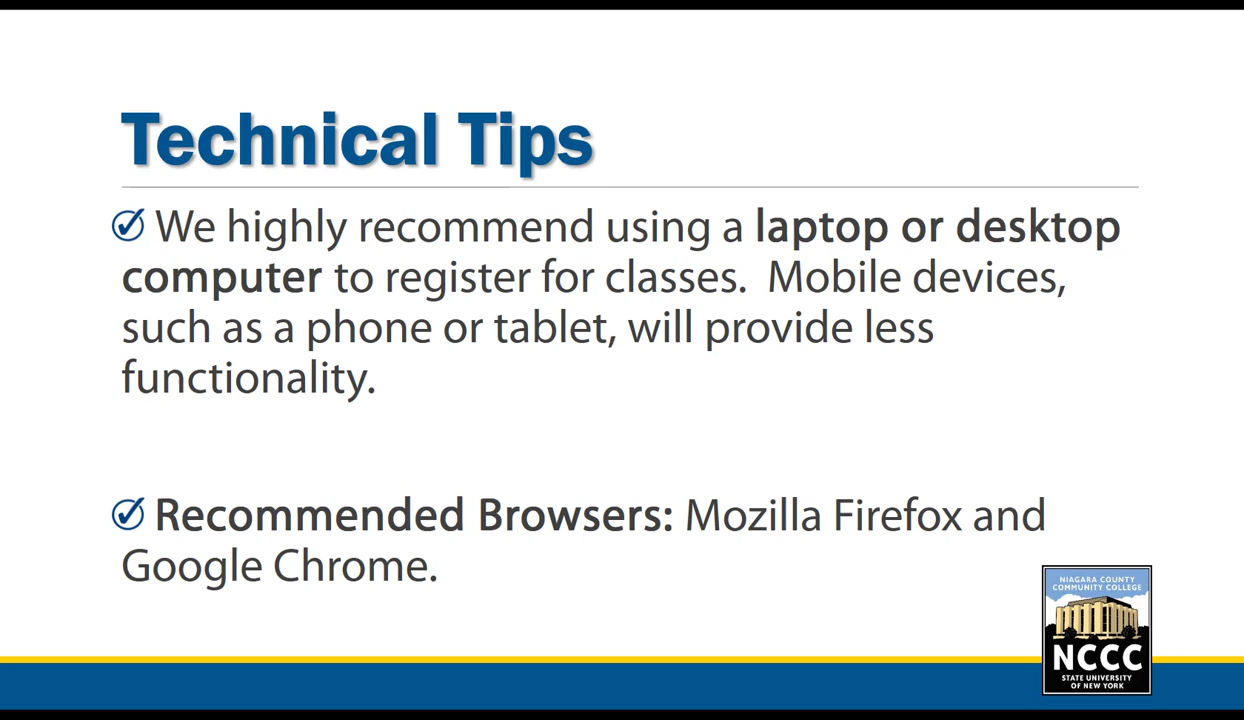 Technical Tips
We highly recommend using a laptop or desktop
computer to register for classes.  Mobile devices,
such as a phone or tablet, will provide less
functionality.
Recommended Browsers: Mozilla Firefox and
Google Chrome.
NIAGARA COUNTY
COMMUNITY COLLEGE
NCCC
STATE UNIVERSITY
OF NEW YORK